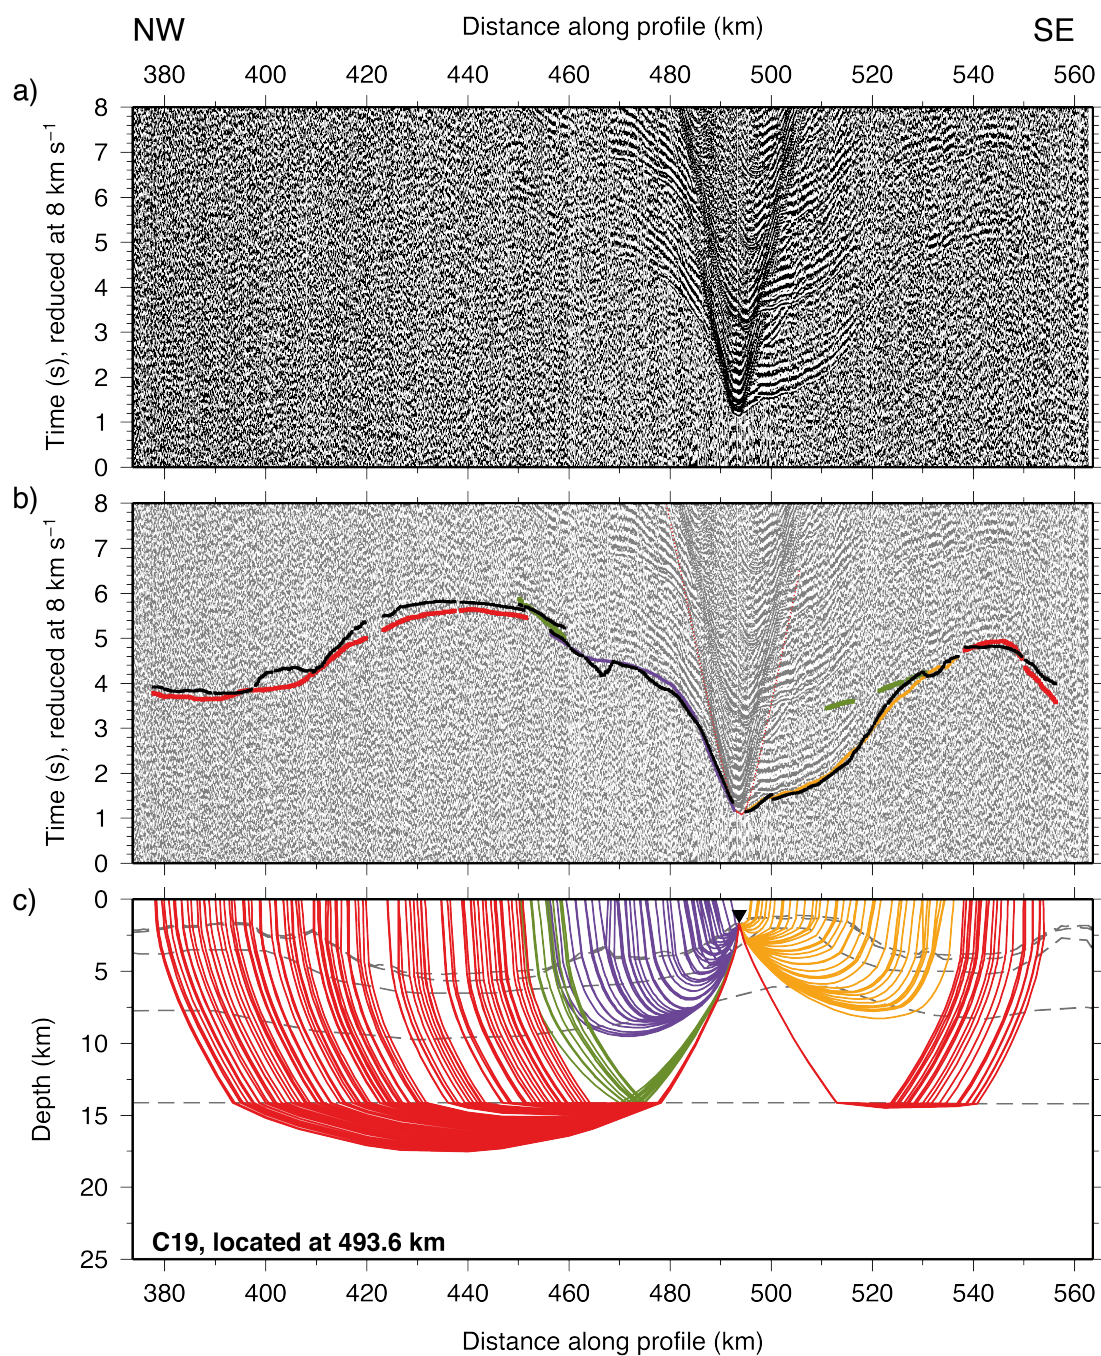 NW Distance along profile (km) SE
380 400 420 440 460 480 500 520 540 560
a)
Time (s), reduced at 8 km s⁻¹
8
7
6
5
4
3
2
1
0
b)
Time (s), reduced at 8 km s⁻¹
8
7
6
5
4
3
2
1
0
c)
Depth (km)
0
5
10
15
20
25
C19, located at 493.6 km
380 400 420 440 460 480 500 520 540 560
Distance along profile (km)